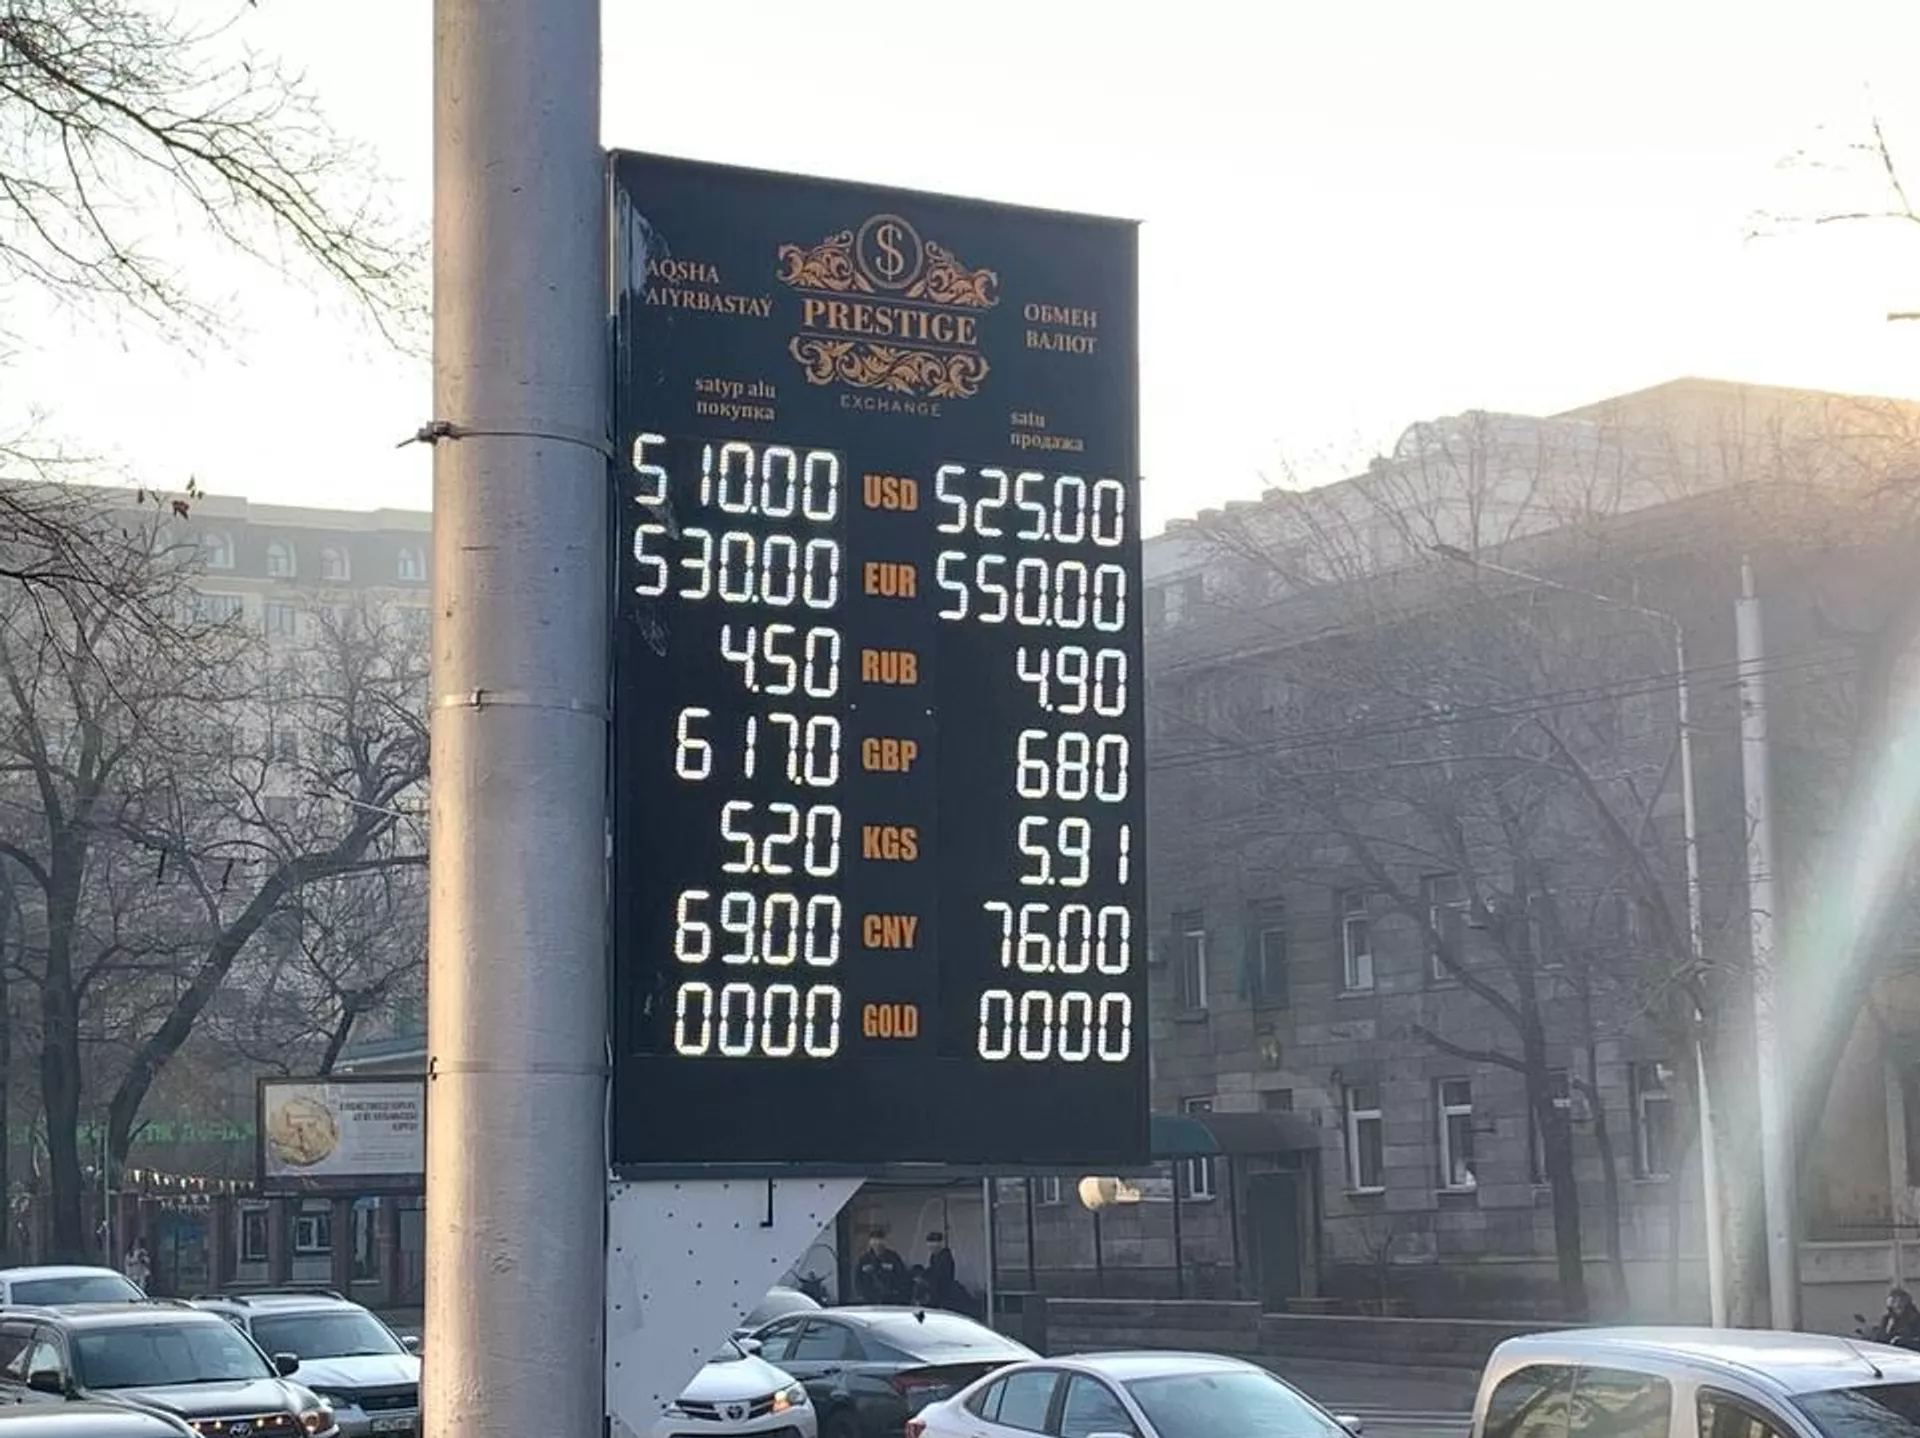 AQSHA
AIYRBASTAÝ
$
PRESTIGE
EXCHANGE
ОБМЕН
ВАЛЮТ
satyp alu
покупка
satu
продажа
510.00 USD 525.00
530.00 EUR 550.00
4.50 RUB 4.90
617.0 GBP 680
5.20 KGS 5.91
69.00 CNY 76.00
0000 GOLD 0000